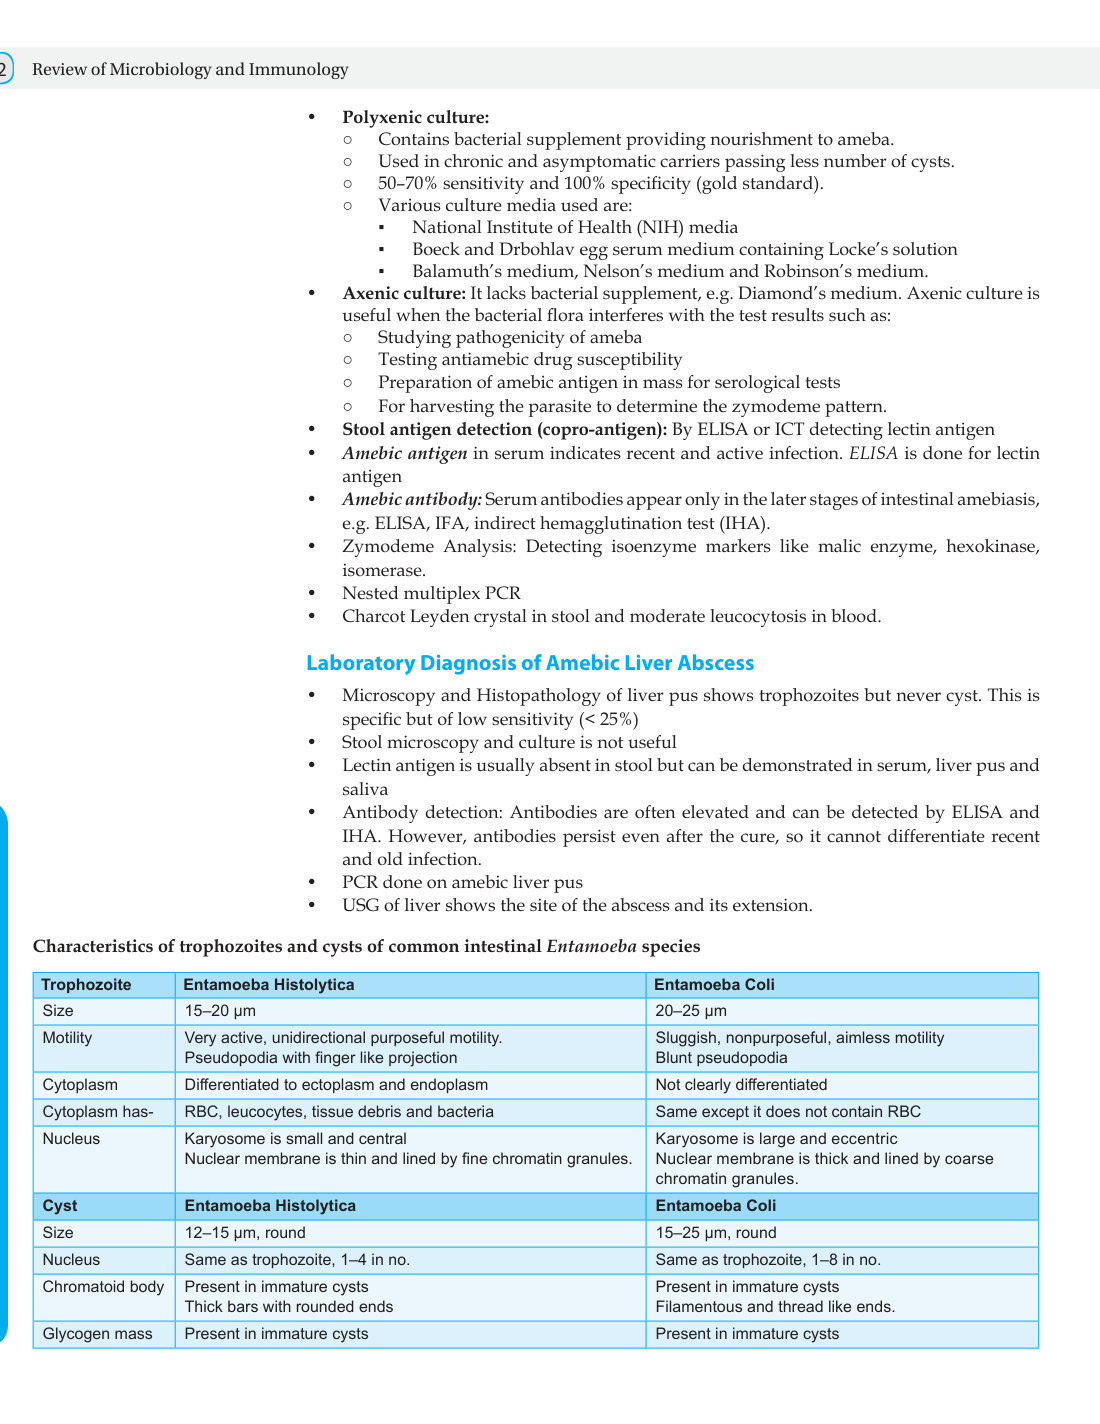 2 Review of Microbiology and Immunology
• Polyxenic culture:
○ Contains bacterial supplement providing nourishment to ameba.
○ Used in chronic and asymptomatic carriers passing less number of cysts.
○ 50–70% sensitivity and 100% specificity (gold standard).
○ Various culture media used are:
▪ National Institute of Health (NIH) media
▪ Boeck and Drbohlav egg serum medium containing Locke's solution
▪ Balamuth's medium, Nelson's medium and Robinson's medium.
• Axenic culture: It lacks bacterial supplement, e.g. Diamond's medium. Axenic culture is
useful when the bacterial flora interferes with the test results such as:
○ Studying pathogenicity of ameba
○ Testing antiamebic drug susceptibility
○ Preparation of amebic antigen in mass for serological tests
○ For harvesting the parasite to determine the zymodeme pattern.
• Stool antigen detection (copro-antigen): By ELISA or ICT detecting lectin antigen
• Amebic antigen in serum indicates recent and active infection. ELISA is done for lectin
antigen
• Amebic antibody: Serum antibodies appear only in the later stages of intestinal amebiasis,
e.g. ELISA, IFA, indirect hemagglutination test (IHA).
• Zymodeme Analysis: Detecting isoenzyme markers like malic enzyme, hexokinase,
isomerase.
• Nested multiplex PCR
• Charcot Leyden crystal in stool and moderate leucocytosis in blood.
Laboratory Diagnosis of Amebic Liver Abscess
• Microscopy and Histopathology of liver pus shows trophozoites but never cyst. This is
specific but of low sensitivity (< 25%)
• Stool microscopy and culture is not useful
• Lectin antigen is usually absent in stool but can be demonstrated in serum, liver pus and
saliva
• Antibody detection: Antibodies are often elevated and can be detected by ELISA and
IHA. However, antibodies persist even after the cure, so it cannot differentiate recent
and old infection.
• PCR done on amebic liver pus
• USG of liver shows the site of the abscess and its extension.
Characteristics of trophozoites and cysts of common intestinal Entamoeba species
Trophozoite Entamoeba Histolytica Entamoeba Coli
Size 15–20 µm 20–25 µm
Motility Very active, unidirectional purposeful motility. Sluggish, nonpurposeful, aimless motility
Pseudopodia with finger like projection Blunt pseudopodia
Cytoplasm Differentiated to ectoplasm and endoplasm Not clearly differentiated
Cytoplasm has- RBC, leucocytes, tissue debris and bacteria Same except it does not contain RBC
Nucleus Karyosome is small and central Karyosome is large and eccentric
Nuclear membrane is thin and lined by fine chromatin granules. Nuclear membrane is thick and lined by coarse
chromatin granules.
Cyst Entamoeba Histolytica Entamoeba Coli
Size 12–15 µm, round 15–25 µm, round
Nucleus Same as trophozoite, 1–4 in no. Same as trophozoite, 1–8 in no.
Chromatoid body Present in immature cysts Present in immature cysts
Thick bars with rounded ends Filamentous and thread like ends.
Glycogen mass Present in immature cysts Present in immature cysts